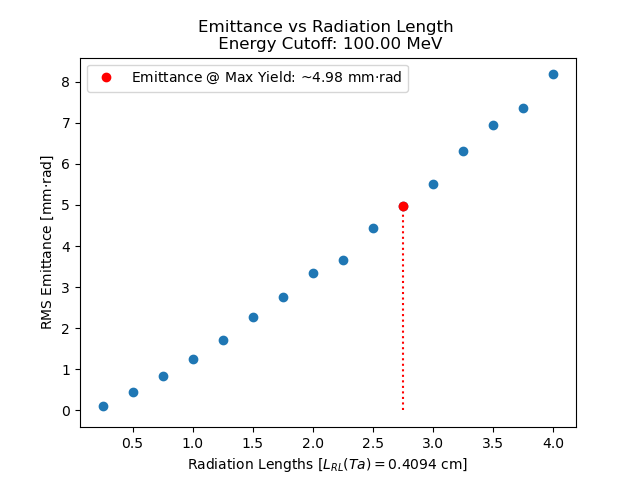 Emittance vs Radiation Length
Energy Cutoff: 100.00 MeV
Emittance @ Max Yield: ~4.98 mm·rad
RMS Emittance [mm·rad]
8
7
6
5
4
3
2
1
0
0.5 1.0 1.5 2.0 2.5 3.0 3.5 4.0
Radiation Lengths [L_{RL}(Ta) = 0.4094 cm]